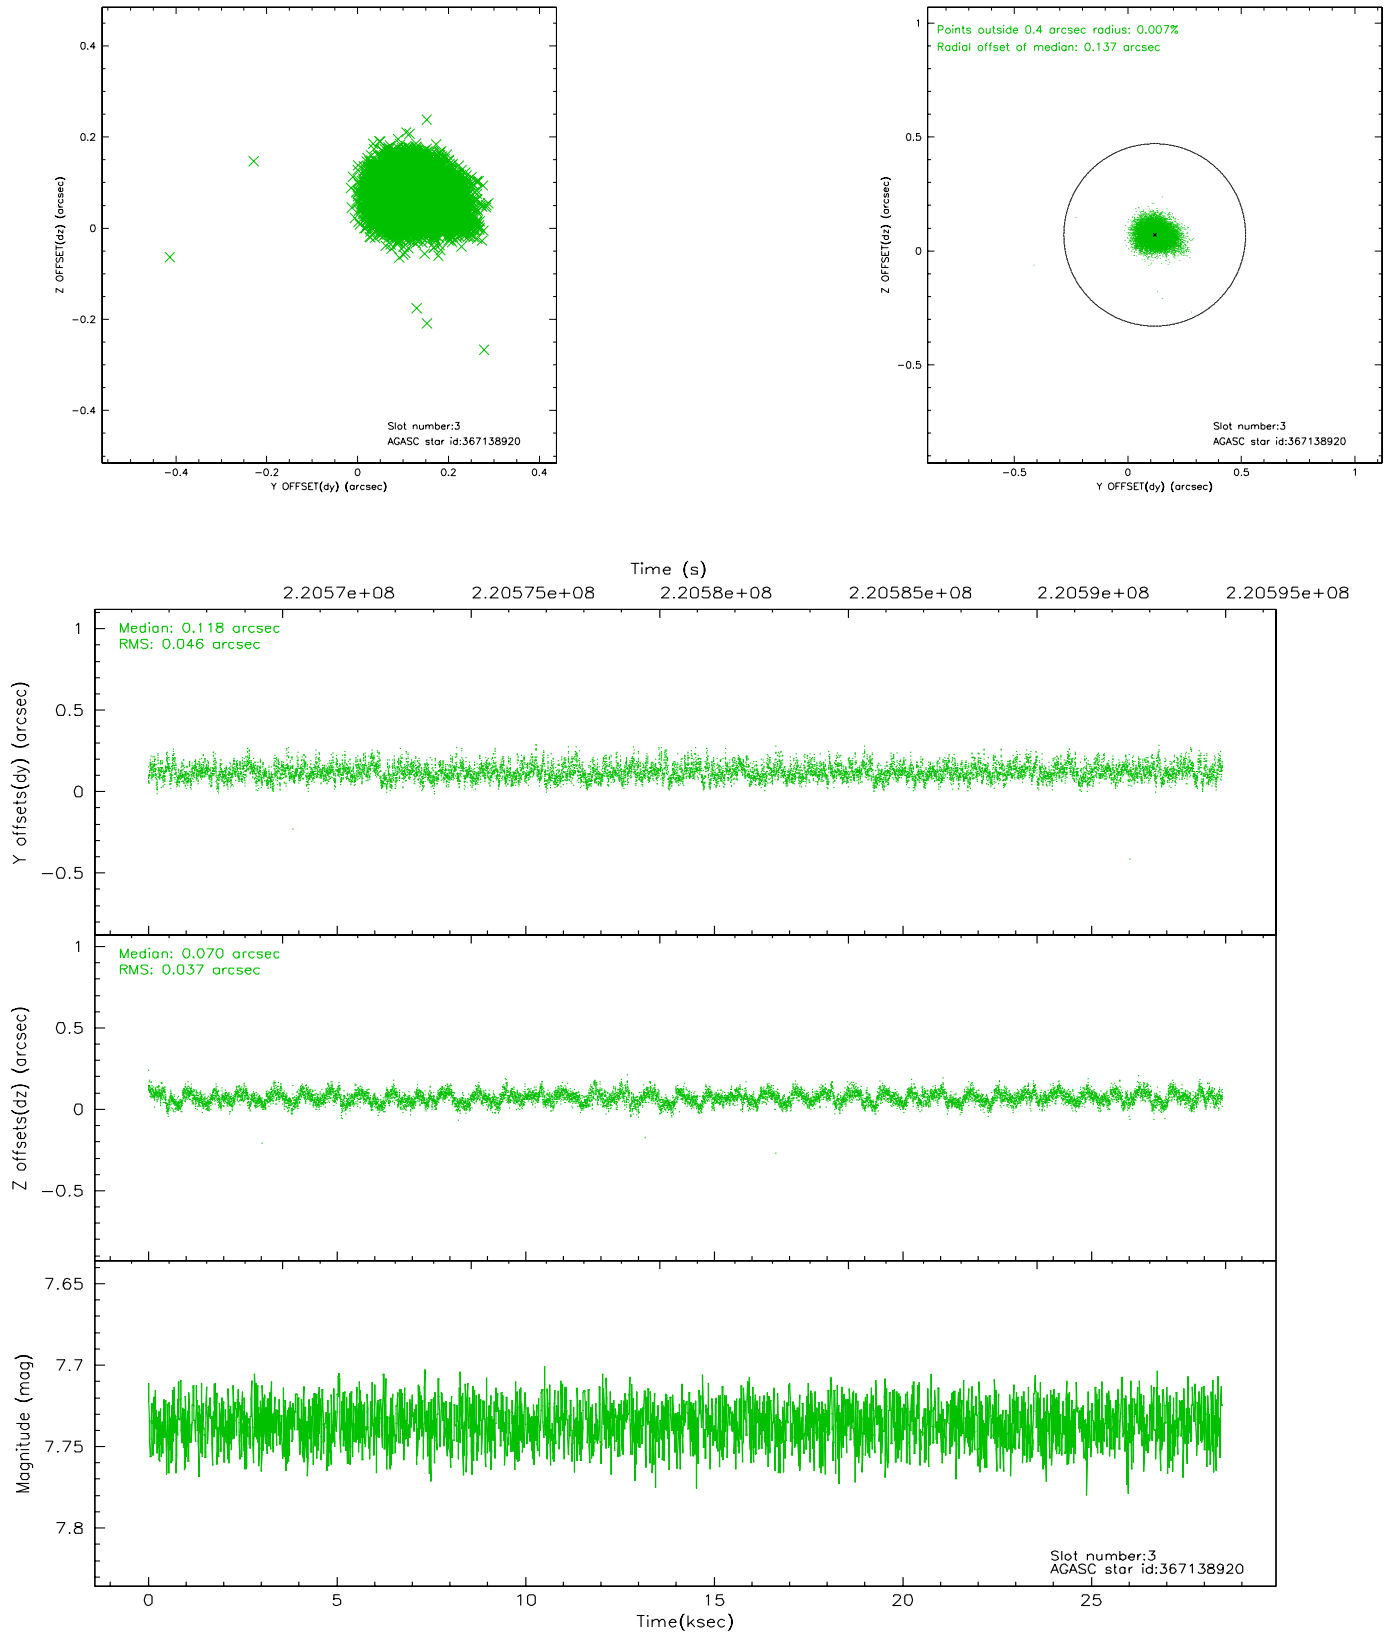 0.4
0.2
0
−0.2
−0.4
Z OFFSET(dz) (arcsec)
Slot number:3
AGASC star id:367138920
−0.4 −0.2 0 0.2 0.4
Y OFFSET(dy) (arcsec)
Points outside 0.4 arcsec radius: 0.007%
Radial offset of median: 0.137 arcsec
1
0.5
0
−0.5
Z OFFSET(dz) (arcsec)
Slot number:3
AGASC star id:367138920
−0.5 0 0.5 1
Y OFFSET(dy) (arcsec)
Time (s)
2.2057e+08 2.20575e+08 2.2058e+08 2.20585e+08 2.2059e+08 2.20595e+08
Median: 0.118 arcsec
RMS: 0.046 arcsec
1
0.5
0
−0.5
Y offsets(dy) (arcsec)
Median: 0.070 arcsec
RMS: 0.037 arcsec
1
0.5
0
−0.5
Z offsets(dz) (arcsec)
7.65
7.7
7.75
7.8
Magnitude (mag)
Slot number:3
AGASC star id:367138920
0 5 10 15 20 25
Time(ksec)